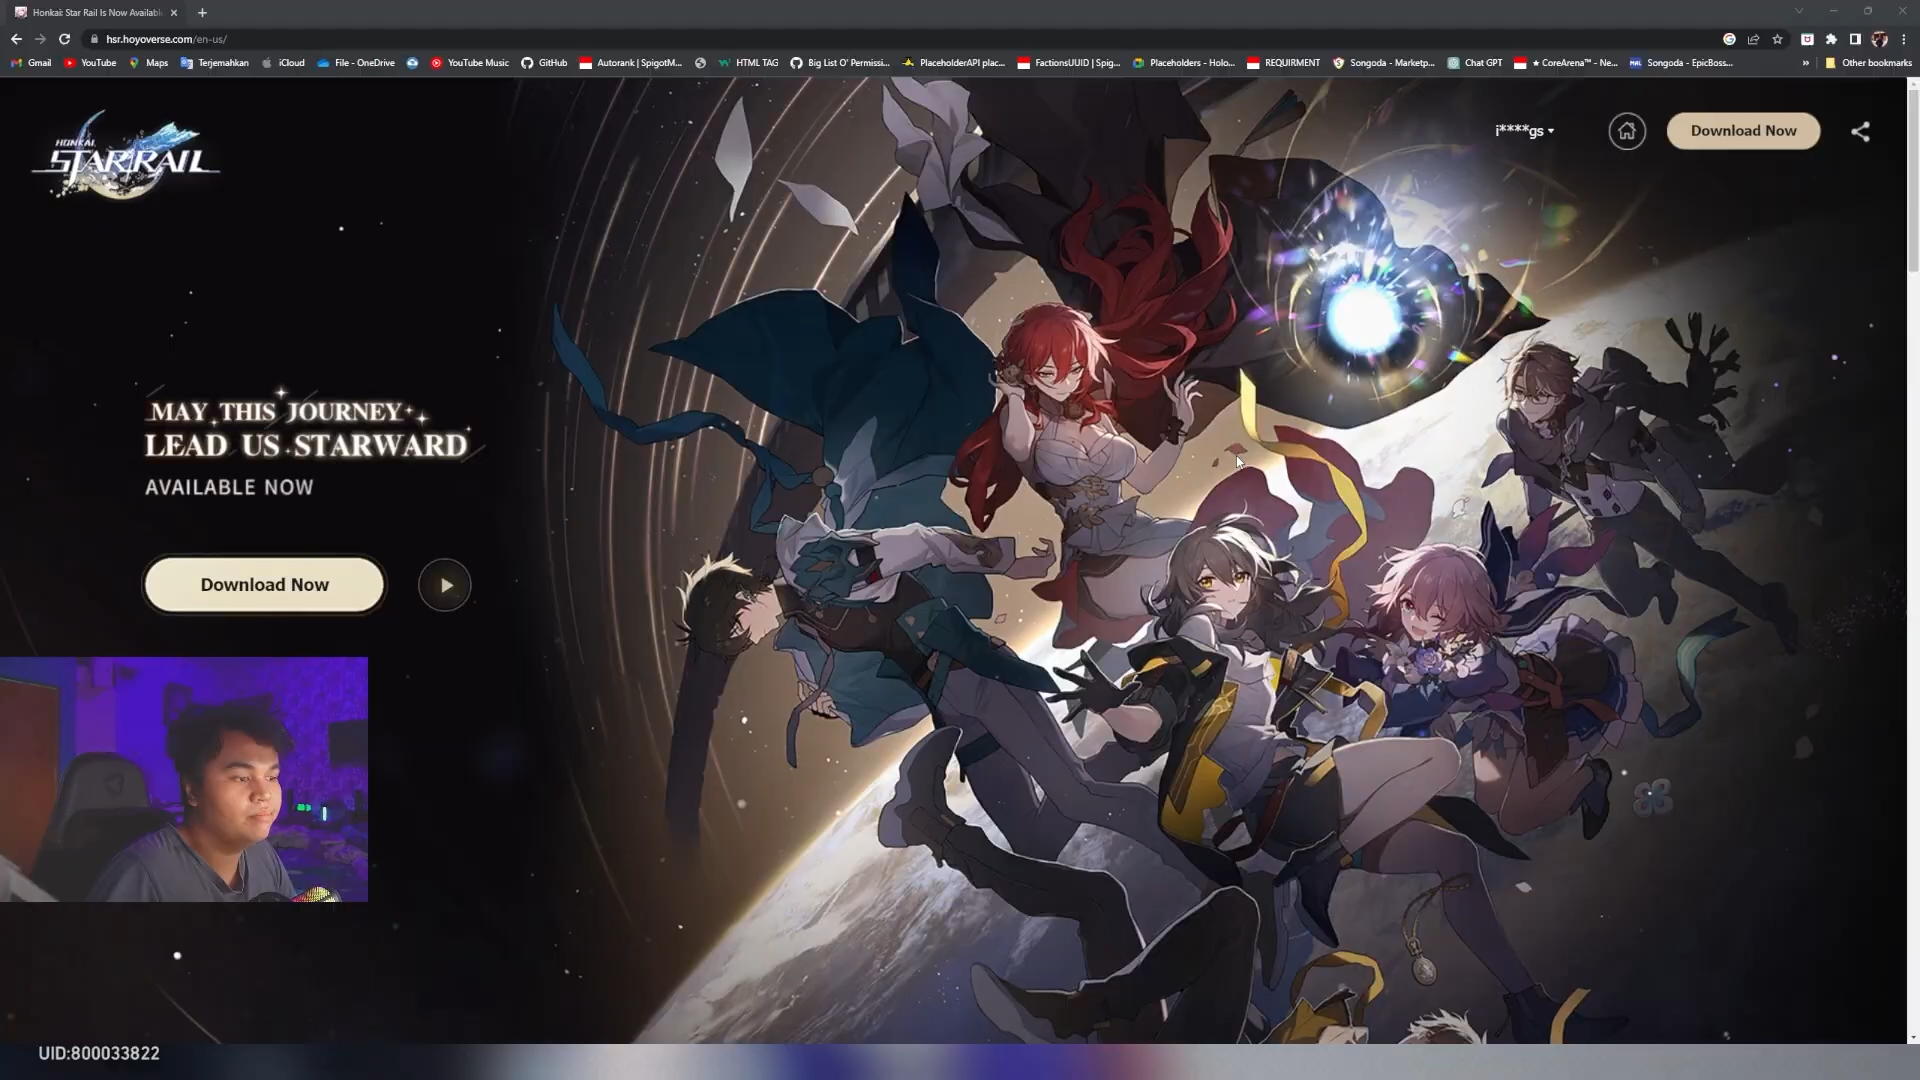 Honkai: Star Rail Is Now Availabl
hsr.hoyoverse.com/en-us/
Gmail
YouTube
Maps
Terjemahkan
iCloud
File - OneDrive
YouTube Music
GitHub
Autorank | SpigotM...
HTML TAG
Big List O' Permissi...
PlaceholderAPI plac...
FactionsUUID | Spig...
Placeholders - Holo...
REQUIRMENT
Songoda - Marketp...
Chat GPT
★ CoreArena™ - Ne...
Songoda - EpicBoss...
»
Other bookmarks
HONKAI
STAR RAIL
i****gs
Download Now
MAY THIS JOURNEY
LEAD US STARWARD
AVAILABLE NOW
Download Now
UID:800033822